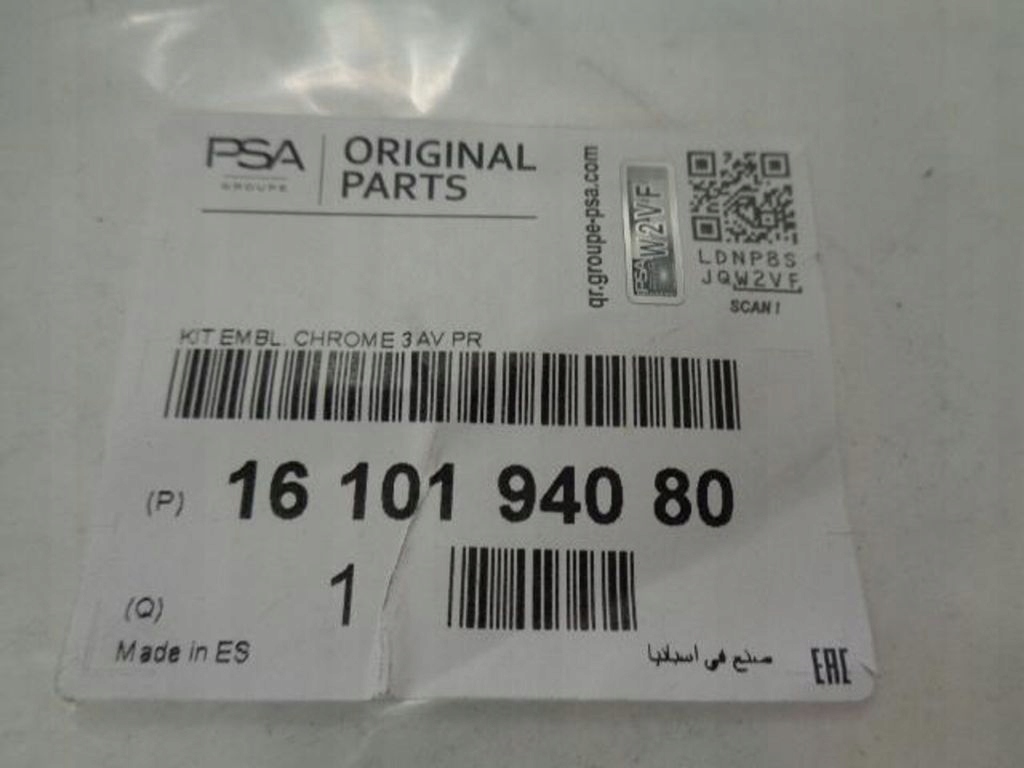 PSA
GROUPE
ORIGINAL
PARTS
qr.groupe-psa.com
PSA
W2VF
LDNP8S
JQW2VF
SCAN!
KIT EMBL. CHROME 3AV PR
(P) 16 101 940 80
(Q) 1
Made in ES
صنع في اسبانيا
EAC